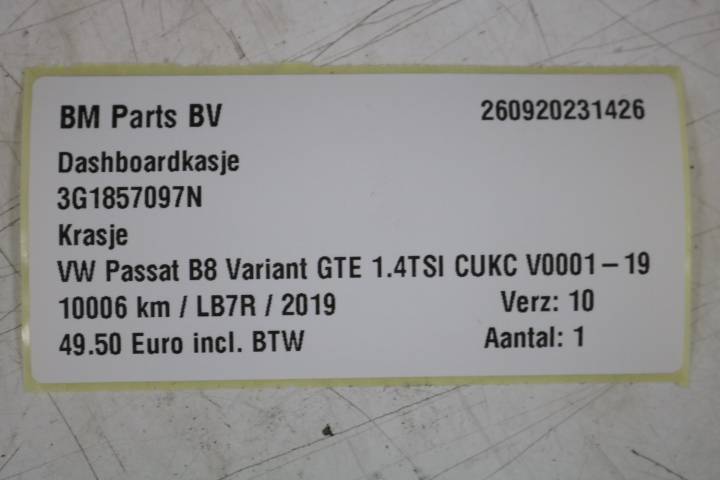 BM Parts BV 260920231426
Dashboardkasje
3G1857097N
Krasje
VW Passat B8 Variant GTE 1.4TSI CUKC V0001-19
10006 km / LB7R / 2019 Verz: 10
49.50 Euro incl. BTW Aantal: 1